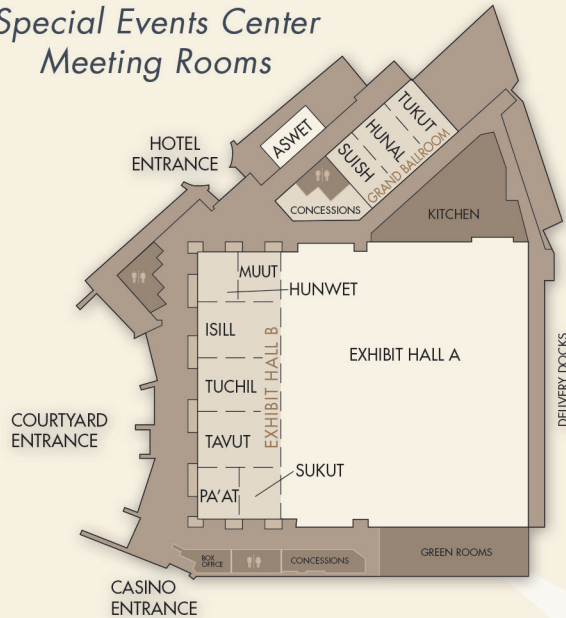 Special Events Center
Meeting Rooms
HOTEL
ENTRANCE
ASWET
TUKUT
HUNAL
SUISH
GRAND BALLROOM
CONCESSIONS
KITCHEN
MUUT
HUNWET
ISILL
EXHIBIT HALL B
EXHIBIT HALL A
TUCHIL
DELIVERY DOCKS
COURTYARD
ENTRANCE
TAVUT
SUKUT
PA'AT
BOX
OFFICE
CONCESSIONS
GREEN ROOMS
CASINO
ENTRANCE